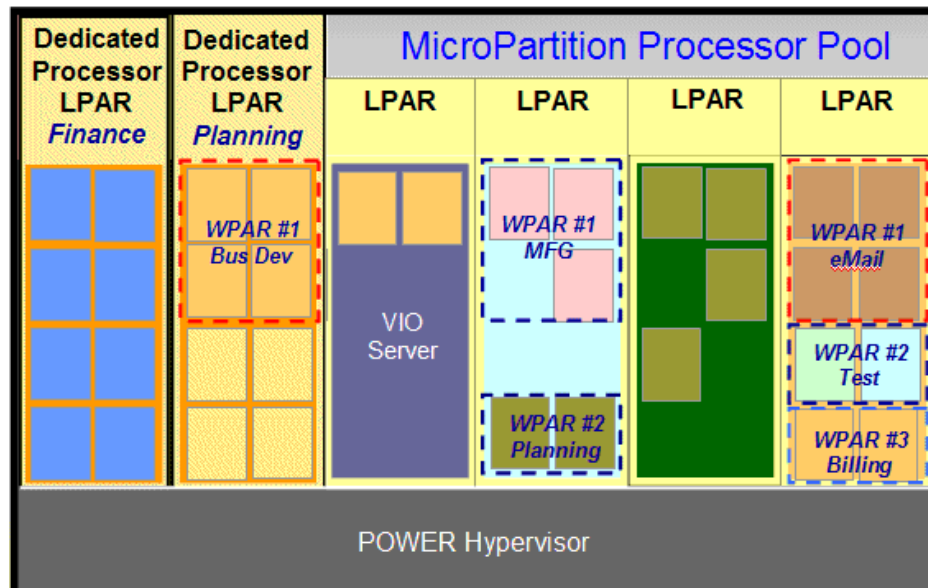 Dedicated
Processor
LPAR
Finance
Dedicated
Processor
LPAR
Planning
MicroPartition Processor Pool
LPAR
LPAR
LPAR
LPAR
WPAR #1
Bus Dev
VIO
Server
WPAR #1
MFG
WPAR #2
Planning
WPAR #1
eMail
WPAR #2
Test
WPAR #3
Billing
POWER Hypervisor